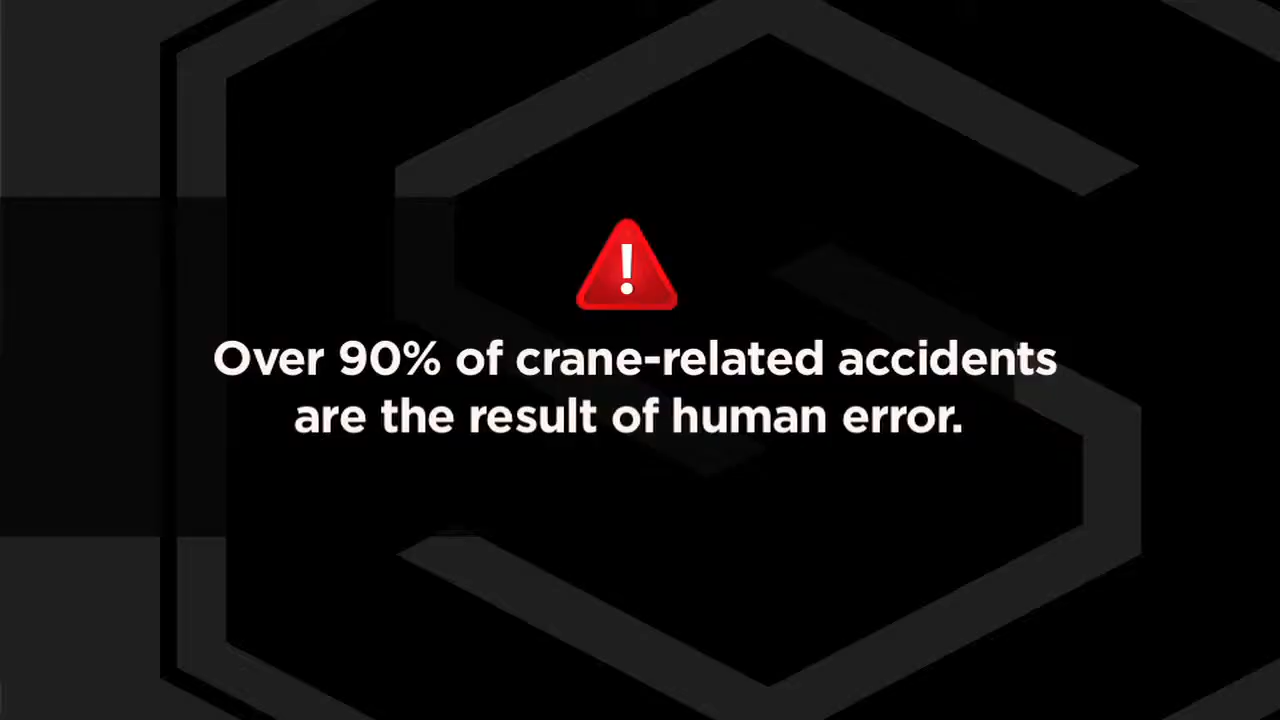 !
Over 90% of crane-related accidents
are the result of human error.